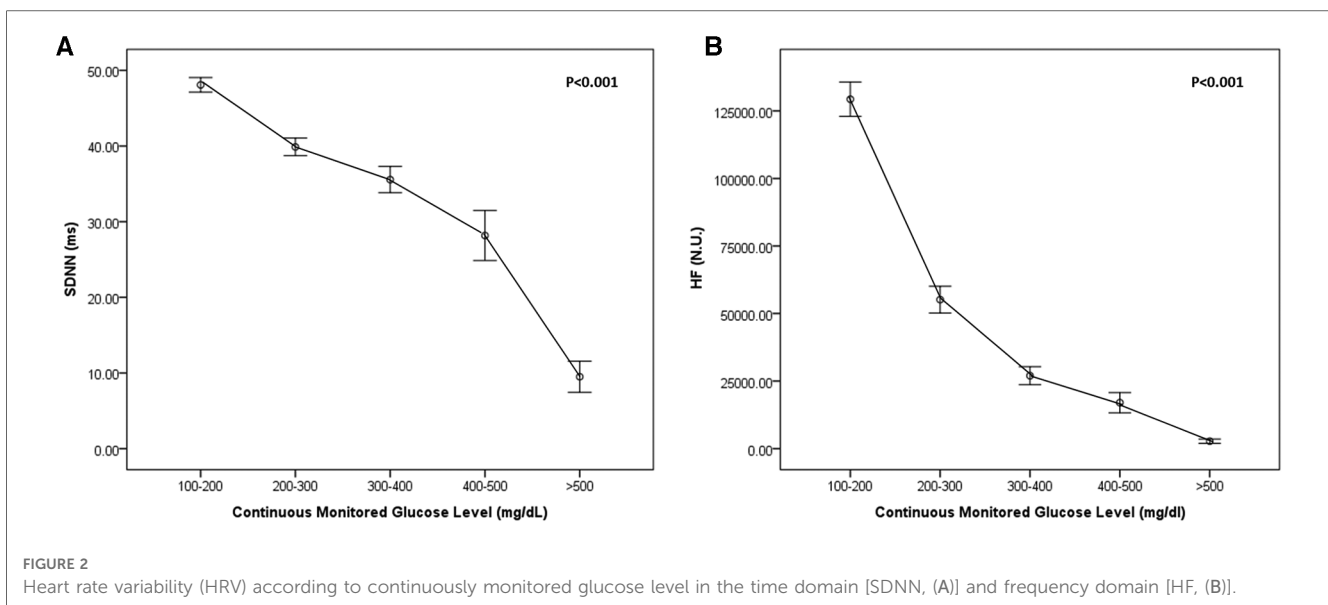 A
P<0.001
50.00
40.00
30.00
20.00
10.00
0.00
SDNN (ms)
100-200 200-300 300-400 400-500 >500
Continuous Monitored Glucose Level (mg/dL)
B
P<0.001
125000.00
100000.00
75000.00
50000.00
25000.00
0.00
HF (N.U.)
100-200 200-300 300-400 400-500 >500
Continuous Monitored Glucose Level (mg/dl)
FIGURE 2
Heart rate variability (HRV) according to continuously monitored glucose level in the time domain [SDNN, (A)] and frequency domain [HF, (B)].